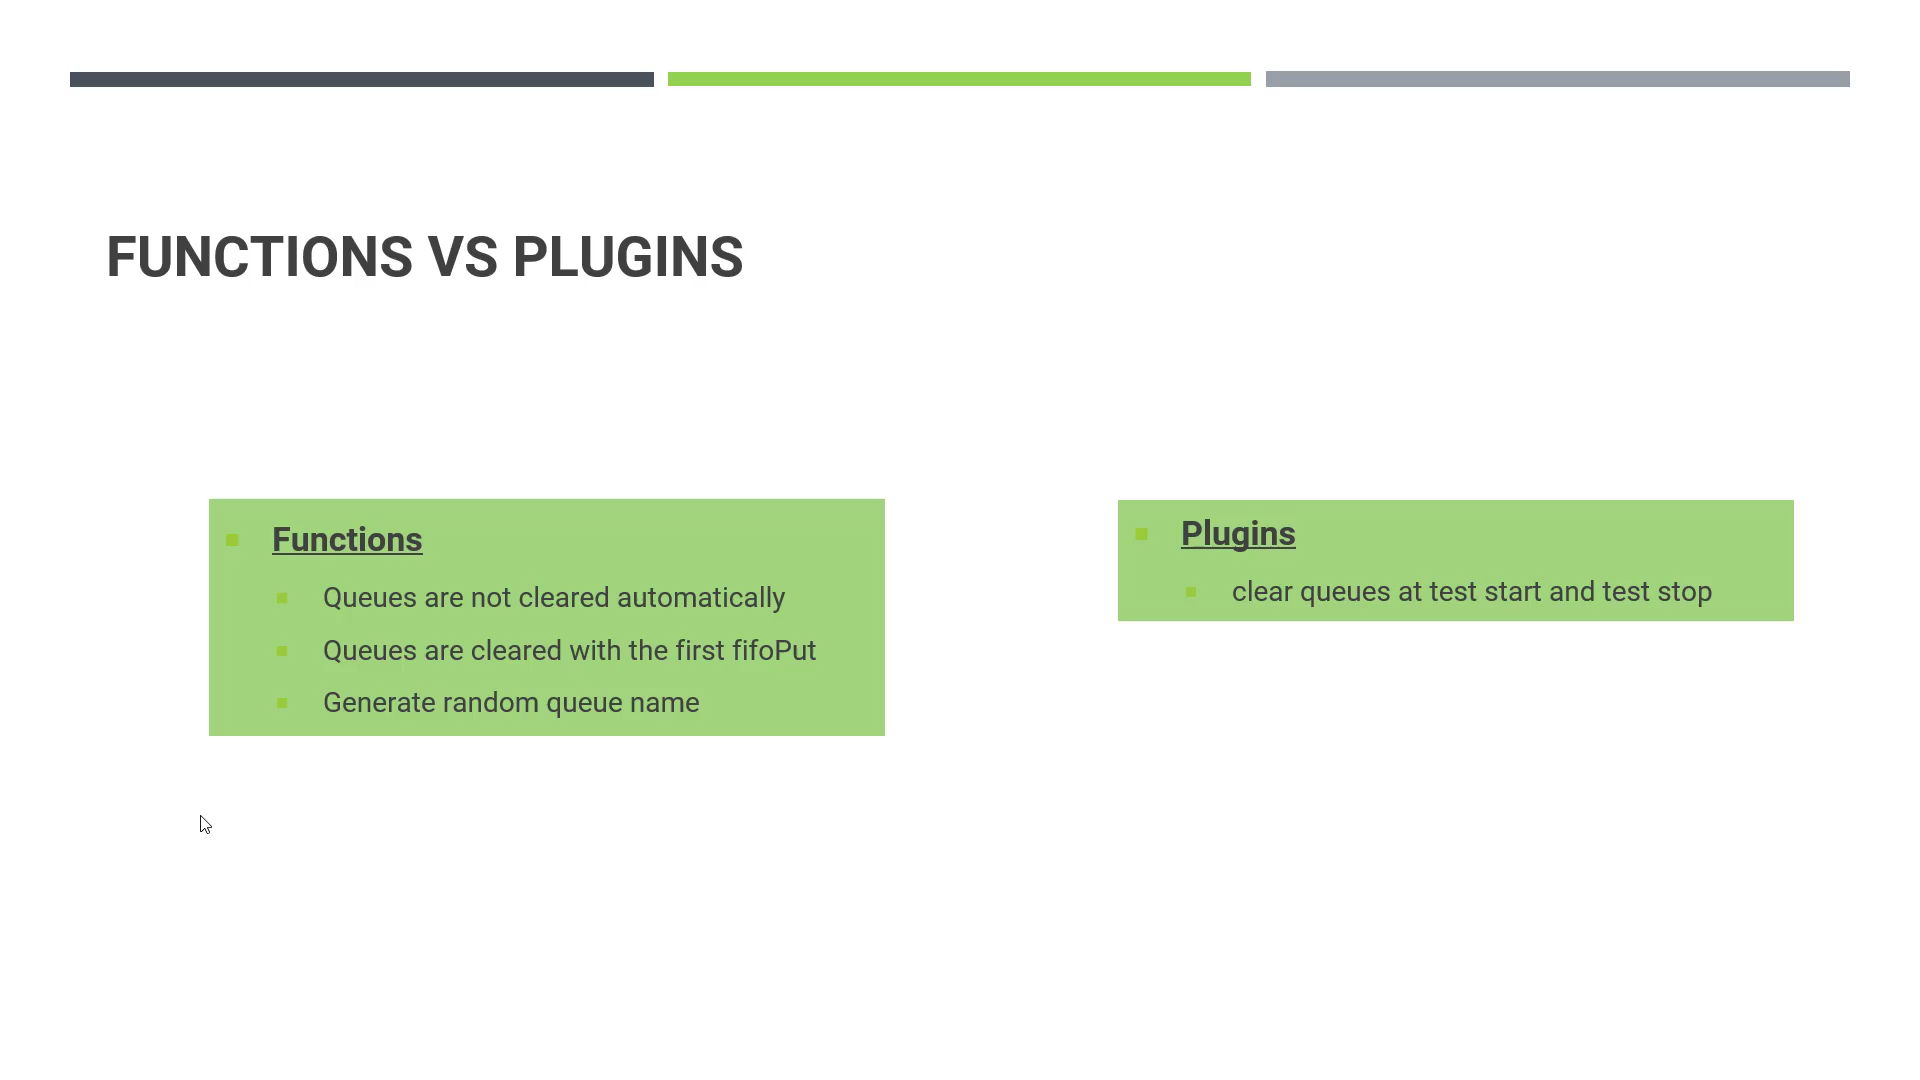 FUNCTIONS VS PLUGINS
Functions
Queues are not cleared automatically
Queues are cleared with the first fifoPut
Generate random queue name
Plugins
clear queues at test start and test stop